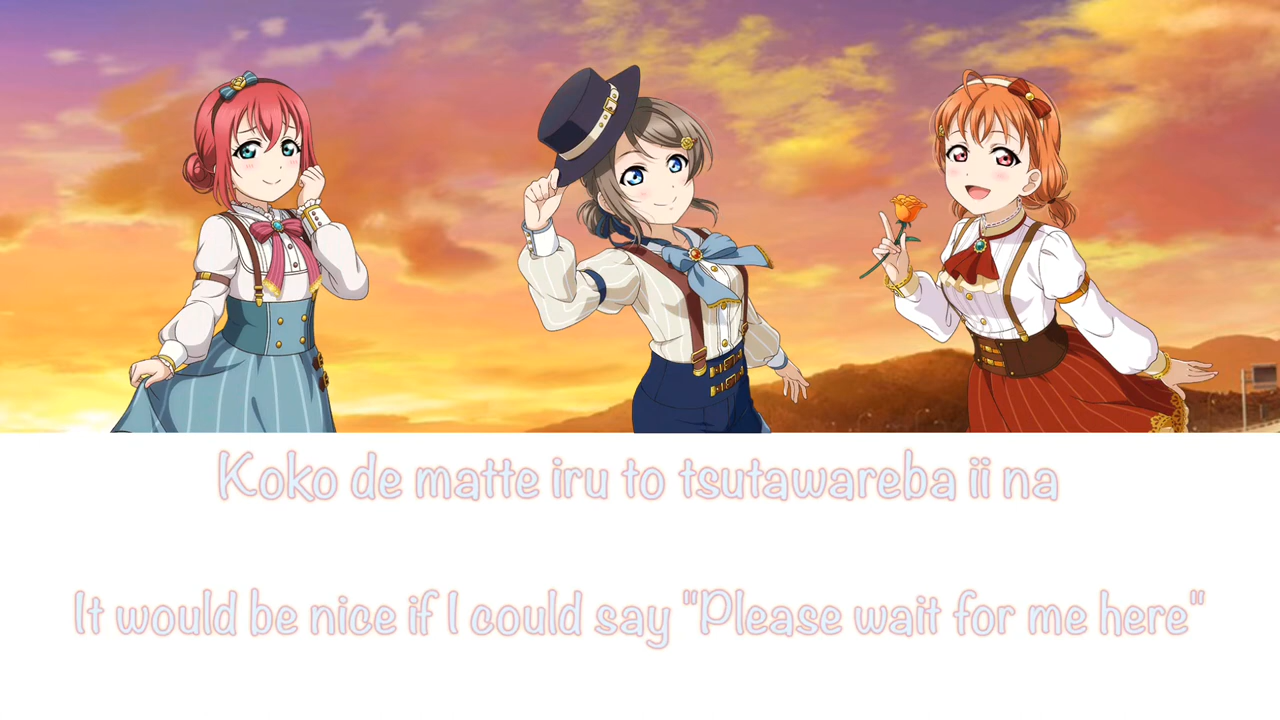 Koko de matte iru to tsutawareba ii na
It would be nice if I could say "Please wait for me here"